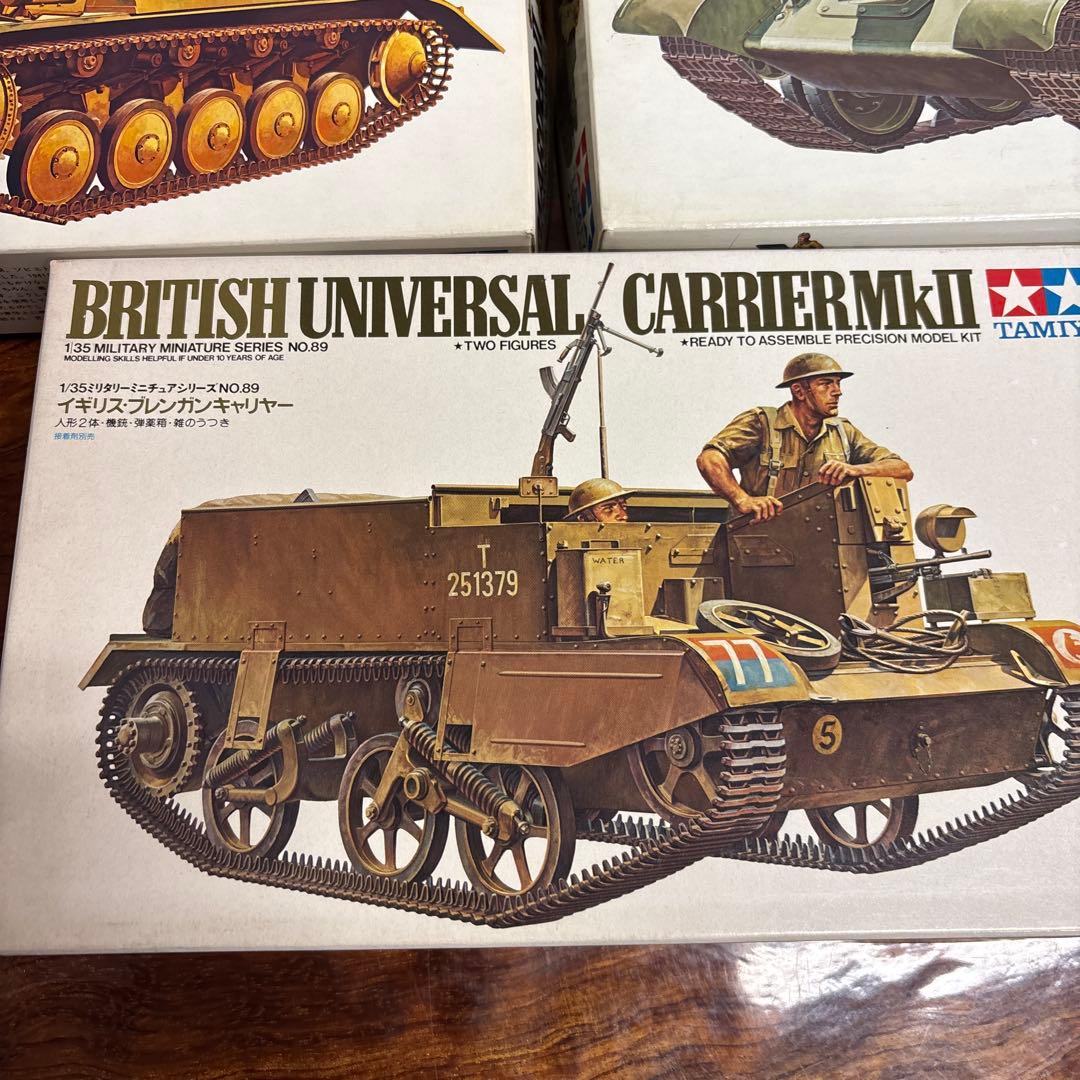 BRITISH UNIVERSAL CARRIER MkII
1/35 MILITARY MINIATURE SERIES NO.89 ★TWO FIGURES ★READY TO ASSEMBLE PRECISION MODEL KIT
MODELLING SKILLS HELPFUL IF UNDER 10 YEARS OF AGE
TAMIY
1/35ミリタリーミニチュアシリーズNO.89
イギリス・ブレンガンキャリヤー
人形2体・機銃・弾薬箱・雑のうつき
接着剤別売
WATER
T
251379
77
5